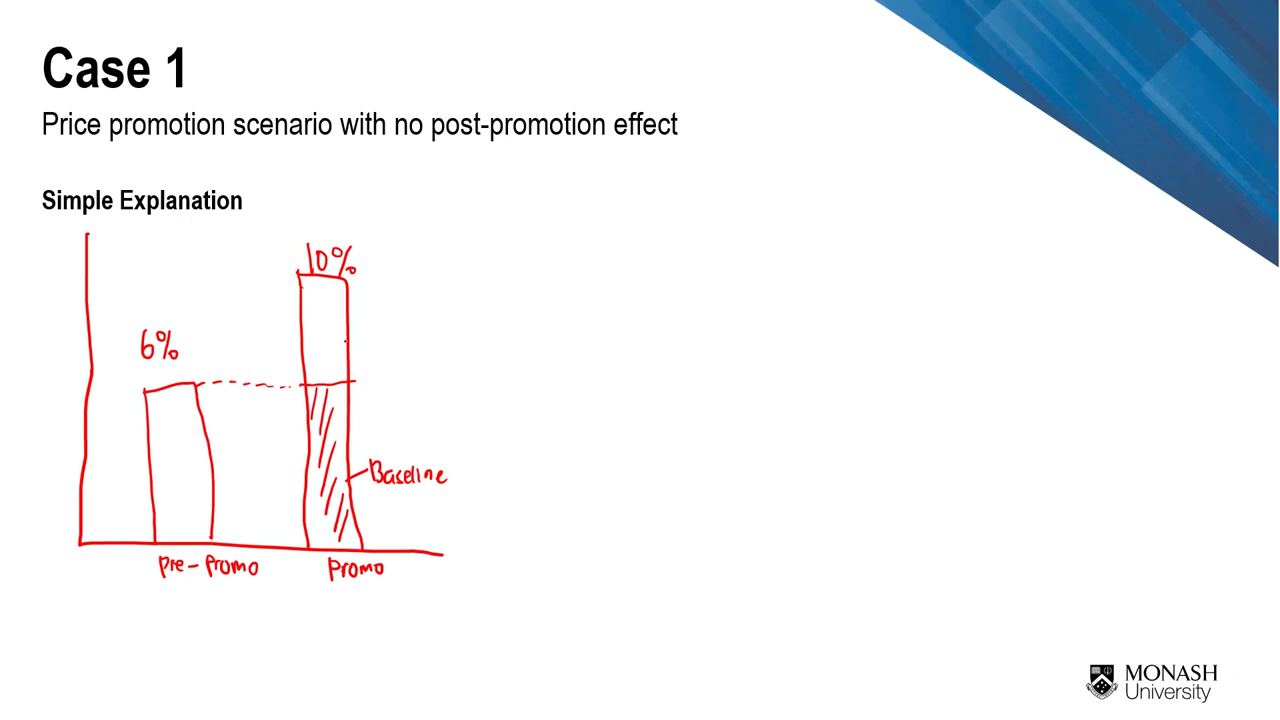 Case 1
Price promotion scenario with no post-promotion effect
Simple Explanation
10%
6%
Baseline
Pre-Promo
Promo
MONASH
University